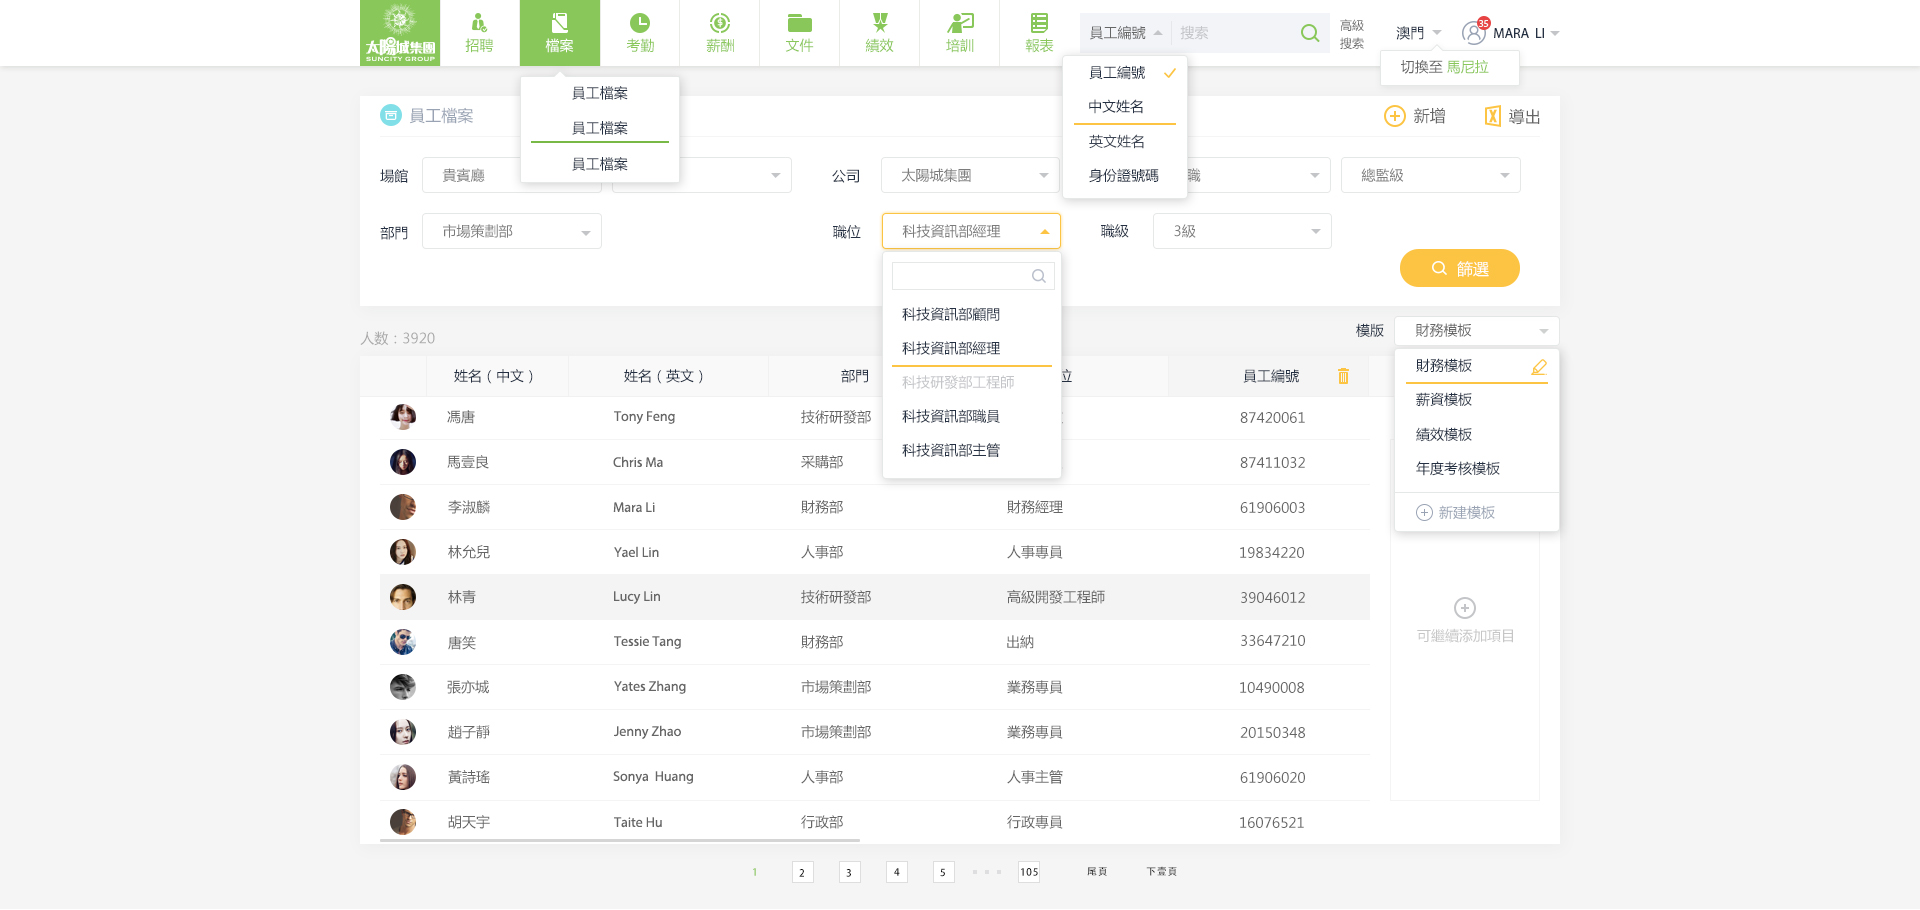 太陽城集團
SUNCITY GROUP
招聘
檔案
考勤
薪酬
文件
績效
培訓
報表
員工編號
搜索
高級
搜索
澳門
35
MARA LI
切換至 馬尼拉
員工檔案
員工檔案
員工檔案
員工編號
中文姓名
英文姓名
身份證號碼
員工檔案
新增
導出
場館
貴賓廳
公司
太陽城集團
職
總監級
部門
市場策劃部
職位
科技資訊部經理
職級
3級
篩選
科技資訊部顧問
科技資訊部經理
科技研發部工程師
科技資訊部職員
科技資訊部主管
人数：3920
模版
財務模板
財務模板
薪資模板
績效模板
年度考核模板
新建模板
姓名（中文）
姓名（英文）
部門
位
員工編號
馮唐 Tony Feng 技術研發部 87420061
馬壹良 Chris Ma 采購部 87411032
李淑麟 Mara Li 財務部 財務經理 61906003
林允兒 Yael Lin 人事部 人事專員 19834220
林青 Lucy Lin 技術研發部 高級開發工程師 39046012
唐笑 Tessie Tang 財務部 出納 33647210
張亦城 Yates Zhang 市場策劃部 業務專員 10490008
趙子靜 Jenny Zhao 市場策劃部 業務專員 20150348
黃詩瑤 Sonya Huang 人事部 人事主管 61906020
胡天宇 Taite Hu 行政部 行政專員 16076521
可繼續添加項目
1 2 3 4 5 105 尾頁 下壹頁